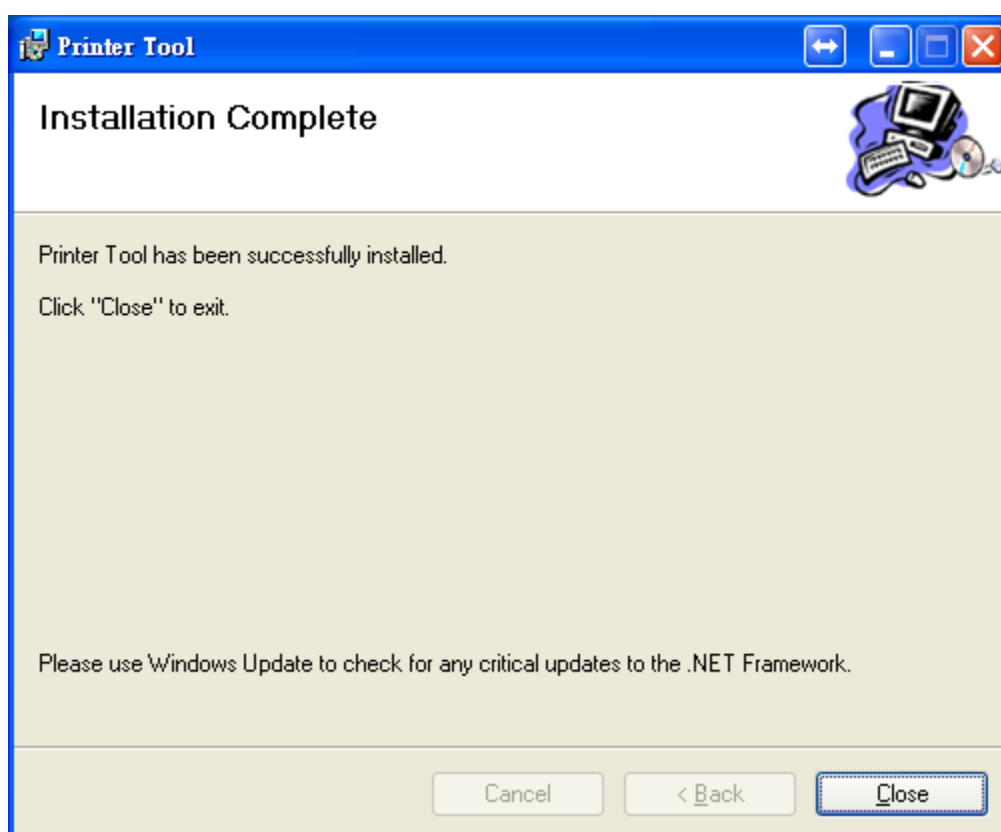 Printer Tool
Installation Complete
Printer Tool has been successfully installed.
Click "Close" to exit.
Please use Windows Update to check for any critical updates to the .NET Framework.
Cancel
< Back
Close